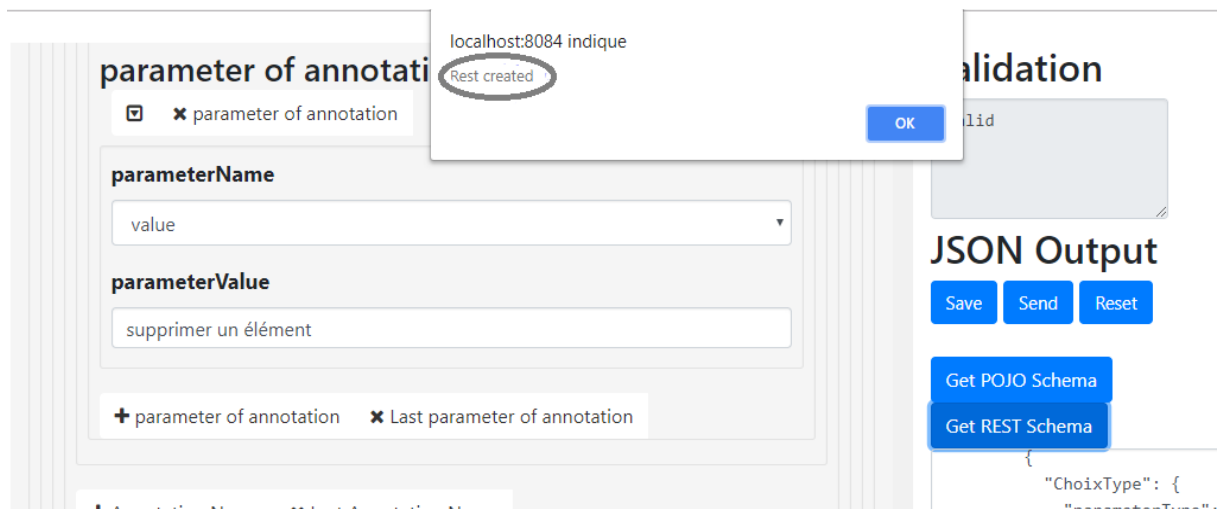 localhost:8084 indique
Rest created
OK
parameter of annotati
parameter of annotation
parameterName
value
parameterValue
supprimer un élément
parameter of annotation
Last parameter of annotation
alidation
lid
JSON Output
Save
Send
Reset
Get POJO Schema
Get REST Schema
{
"ChoixType": {